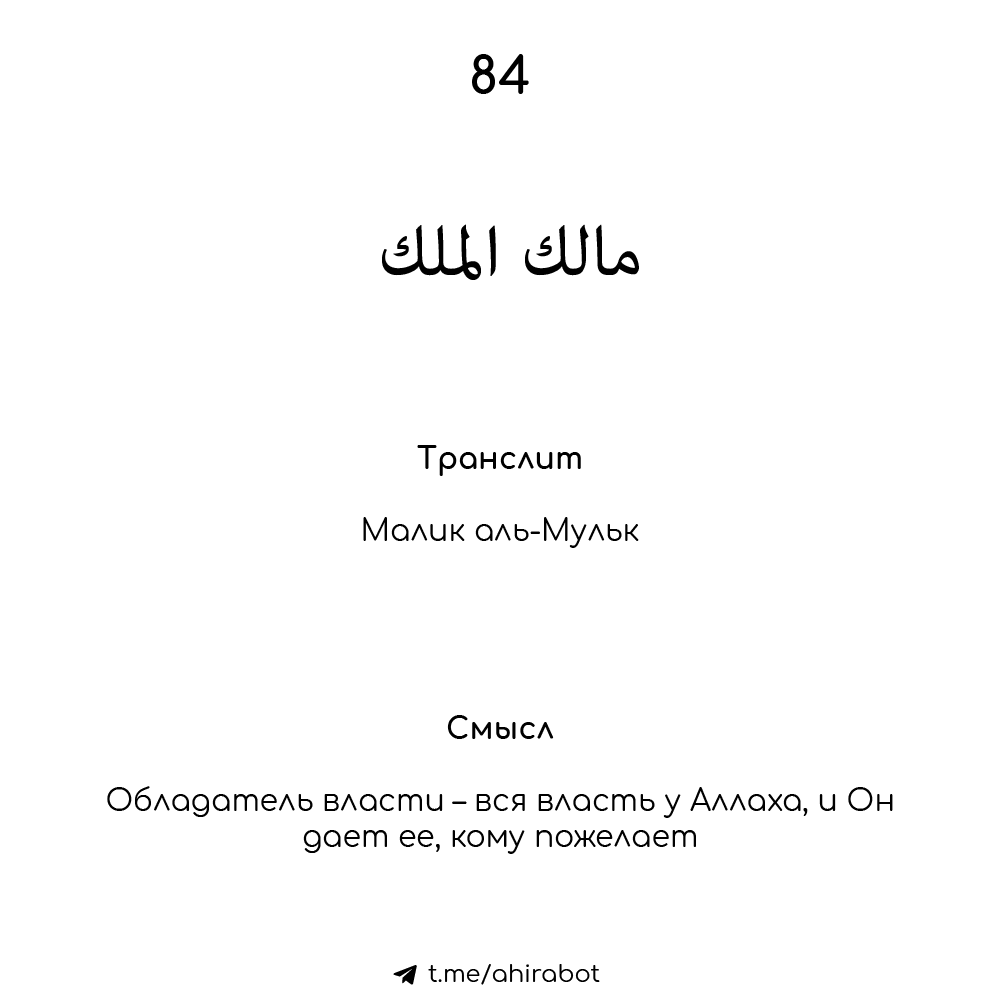 84
مالك الملك
Транслит
Малик аль-Мульк
Смысл
Обладатель власти – вся власть у Аллаха, и Он
дает ее, кому пожелает
t.me/ahirabot